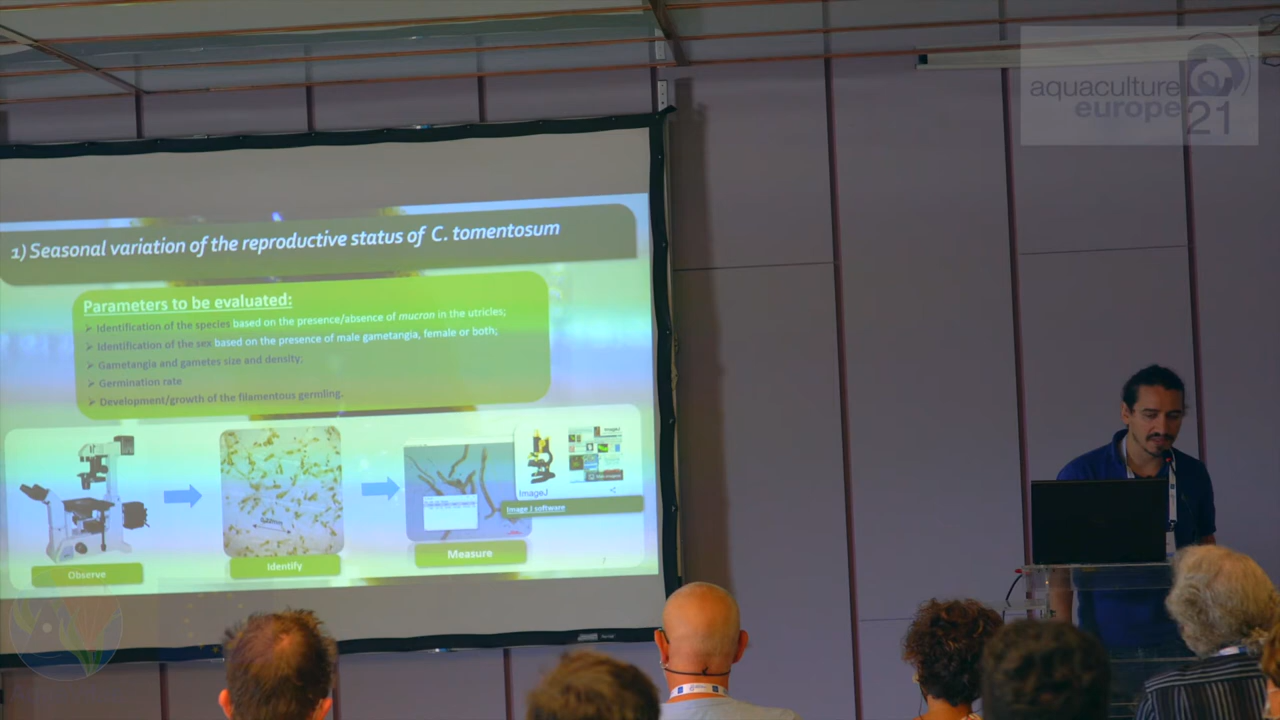 aquaculture
europe
21
1) Seasonal variation of the reproductive status of C. tomentosum
Parameters to be evaluated:
➢ Identification of the species based on the presence/absence of mucron in the utricles;
➢ Identification of the sex based on the presence of male gametangia, female or both;
➢ Gametangia and gametes size and density;
➢ Germination rate
➢ Development/growth of the filamentous germling.
ImageJ
ImageJ
Image J software
Observe
Identify
Measure
7